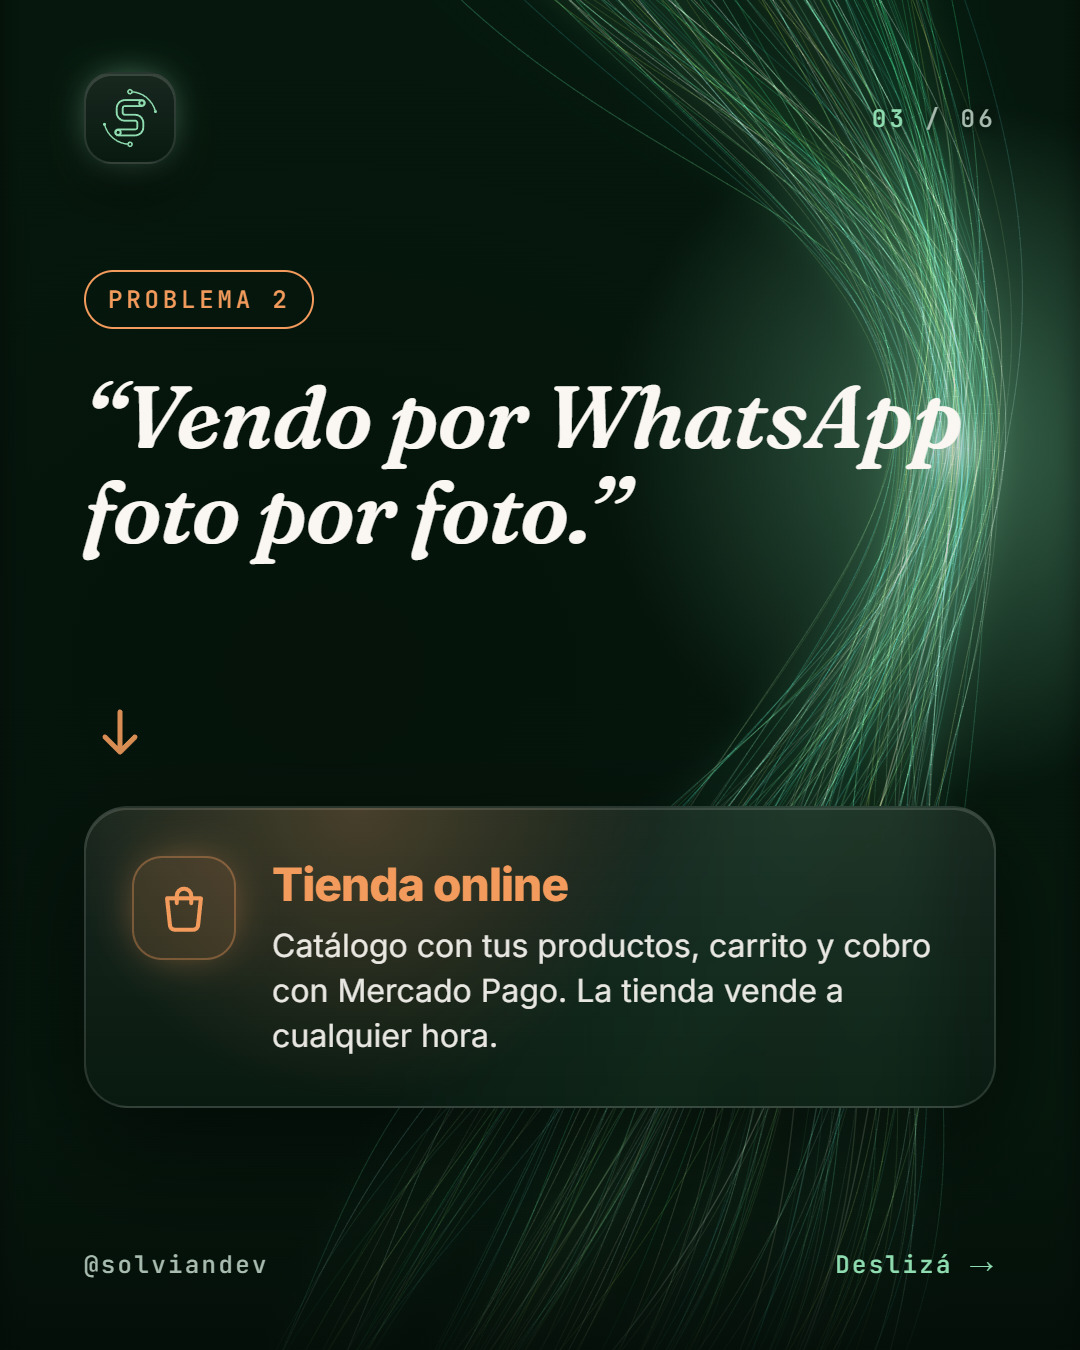 03 / 06
PROBLEMA 2
“Vendo por WhatsApp
foto por foto.”
Tienda online
Catálogo con tus productos, carrito y cobro
con Mercado Pago. La tienda vende a
cualquier hora.
@solviandev
Deslizá →